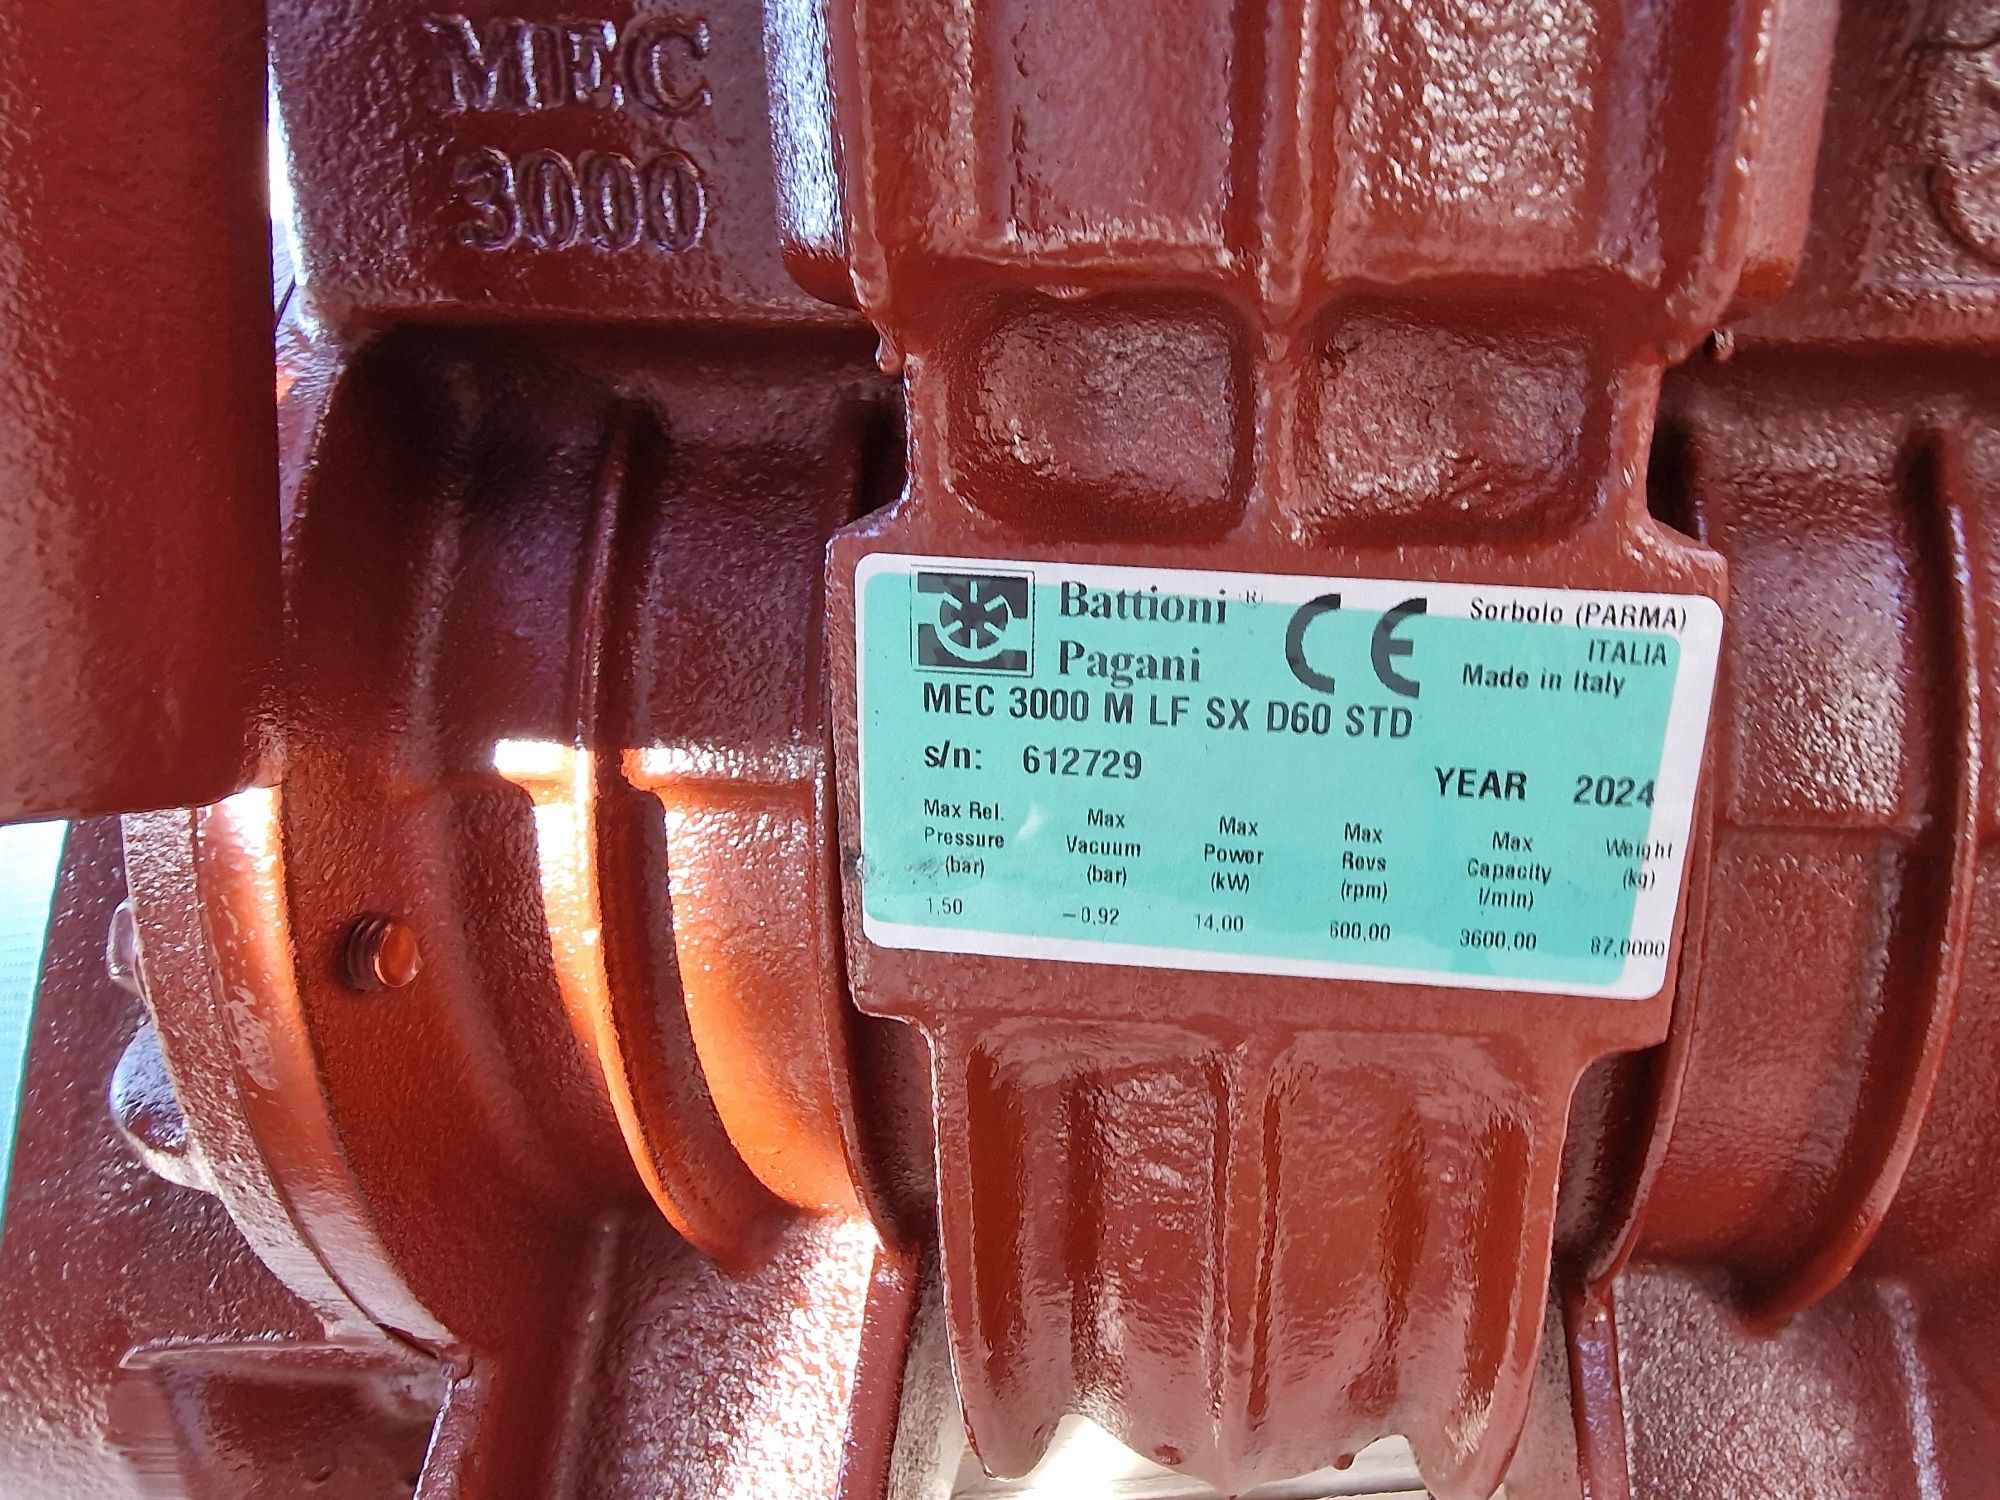 MEC
3000
Battioni ®
Pagani
CE
Sorbolo (PARMA)
ITALIA
Made in Italy
MEC 3000 M LF SX D60 STD
s/n: 612729
YEAR 2024
Max Rel. Pressure (bar)
Max Vacuum (bar)
Max Power (kW)
Max Revs (rpm)
Max Capacity l/min)
Weight (kg)
1,50 −0,92 14,00 600,00 3600,00 87,0000